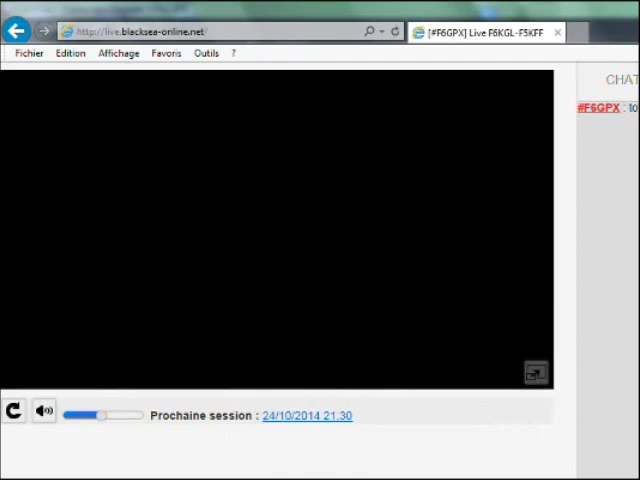 http://live.blacksea-online.net/
[#F6GPX] Live F6KGL-F5KFF
Fichier Edition Affichage Favoris Outils ?
CHAT
#F6GPX : to
Prochaine session : 24/10/2014 21:30